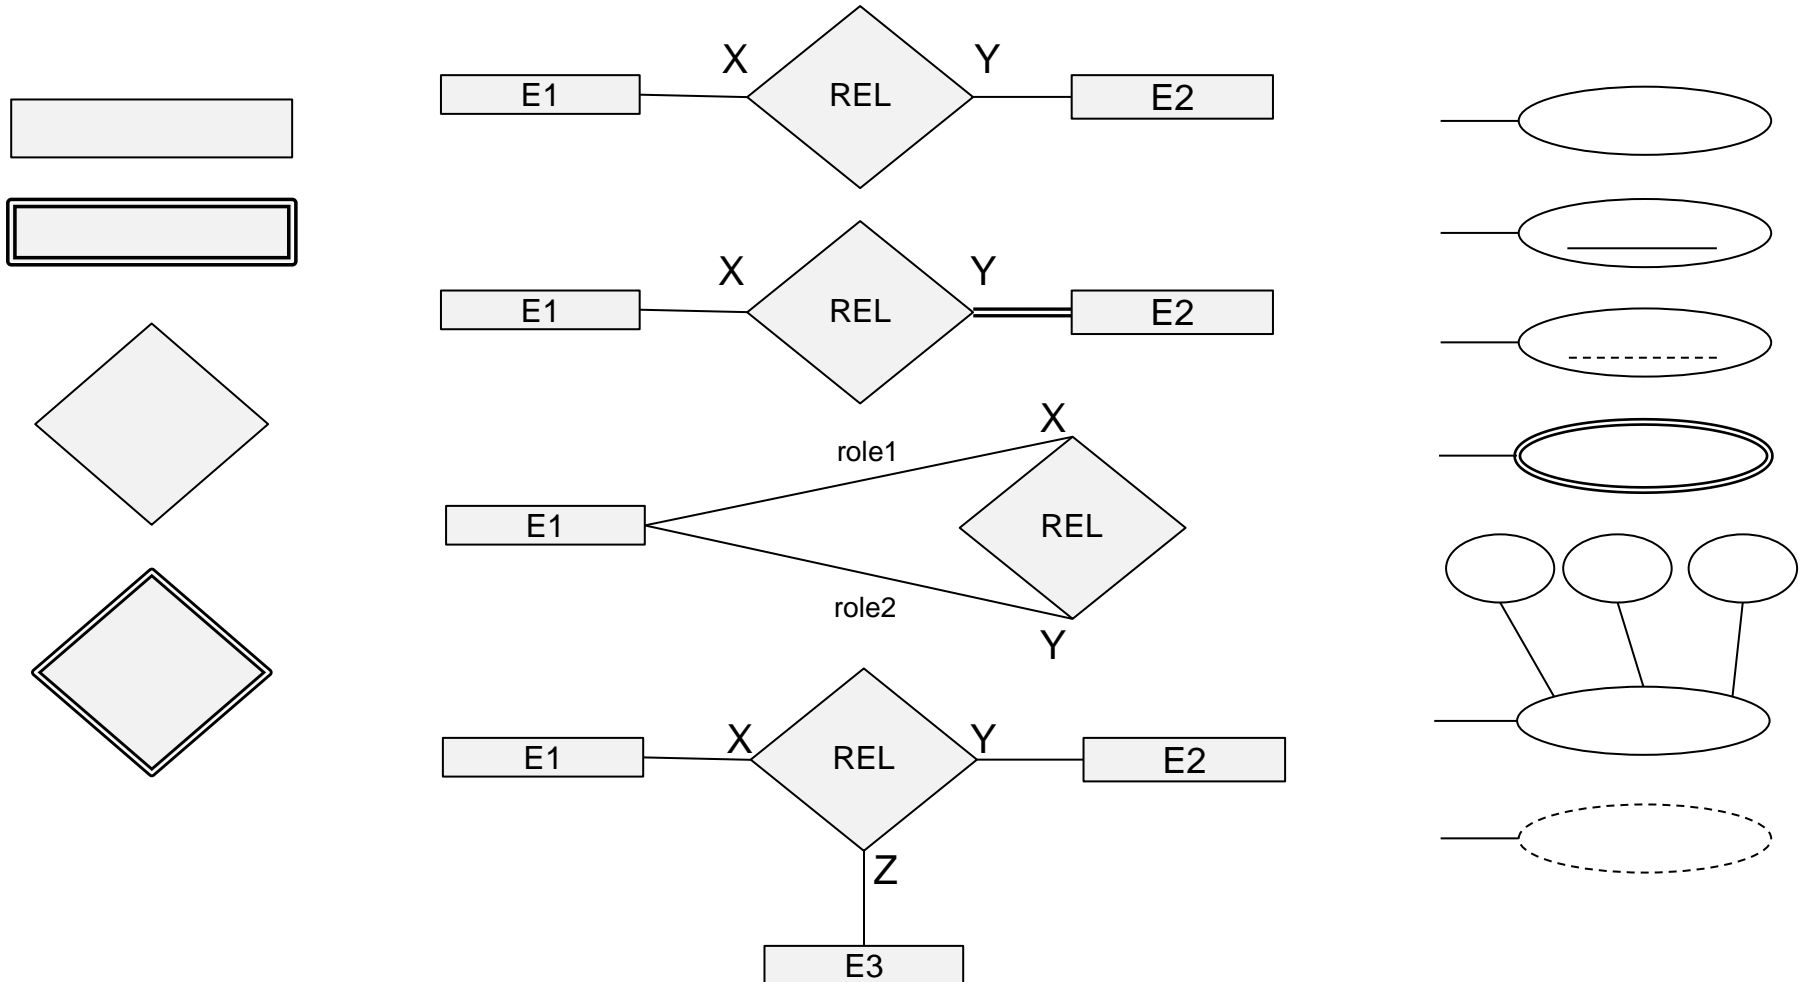 X Y
E1 REL E2
X Y
E1 REL E2
X
role1
E1 REL
role2
Y
X Y
E1 REL E2
Z
E3